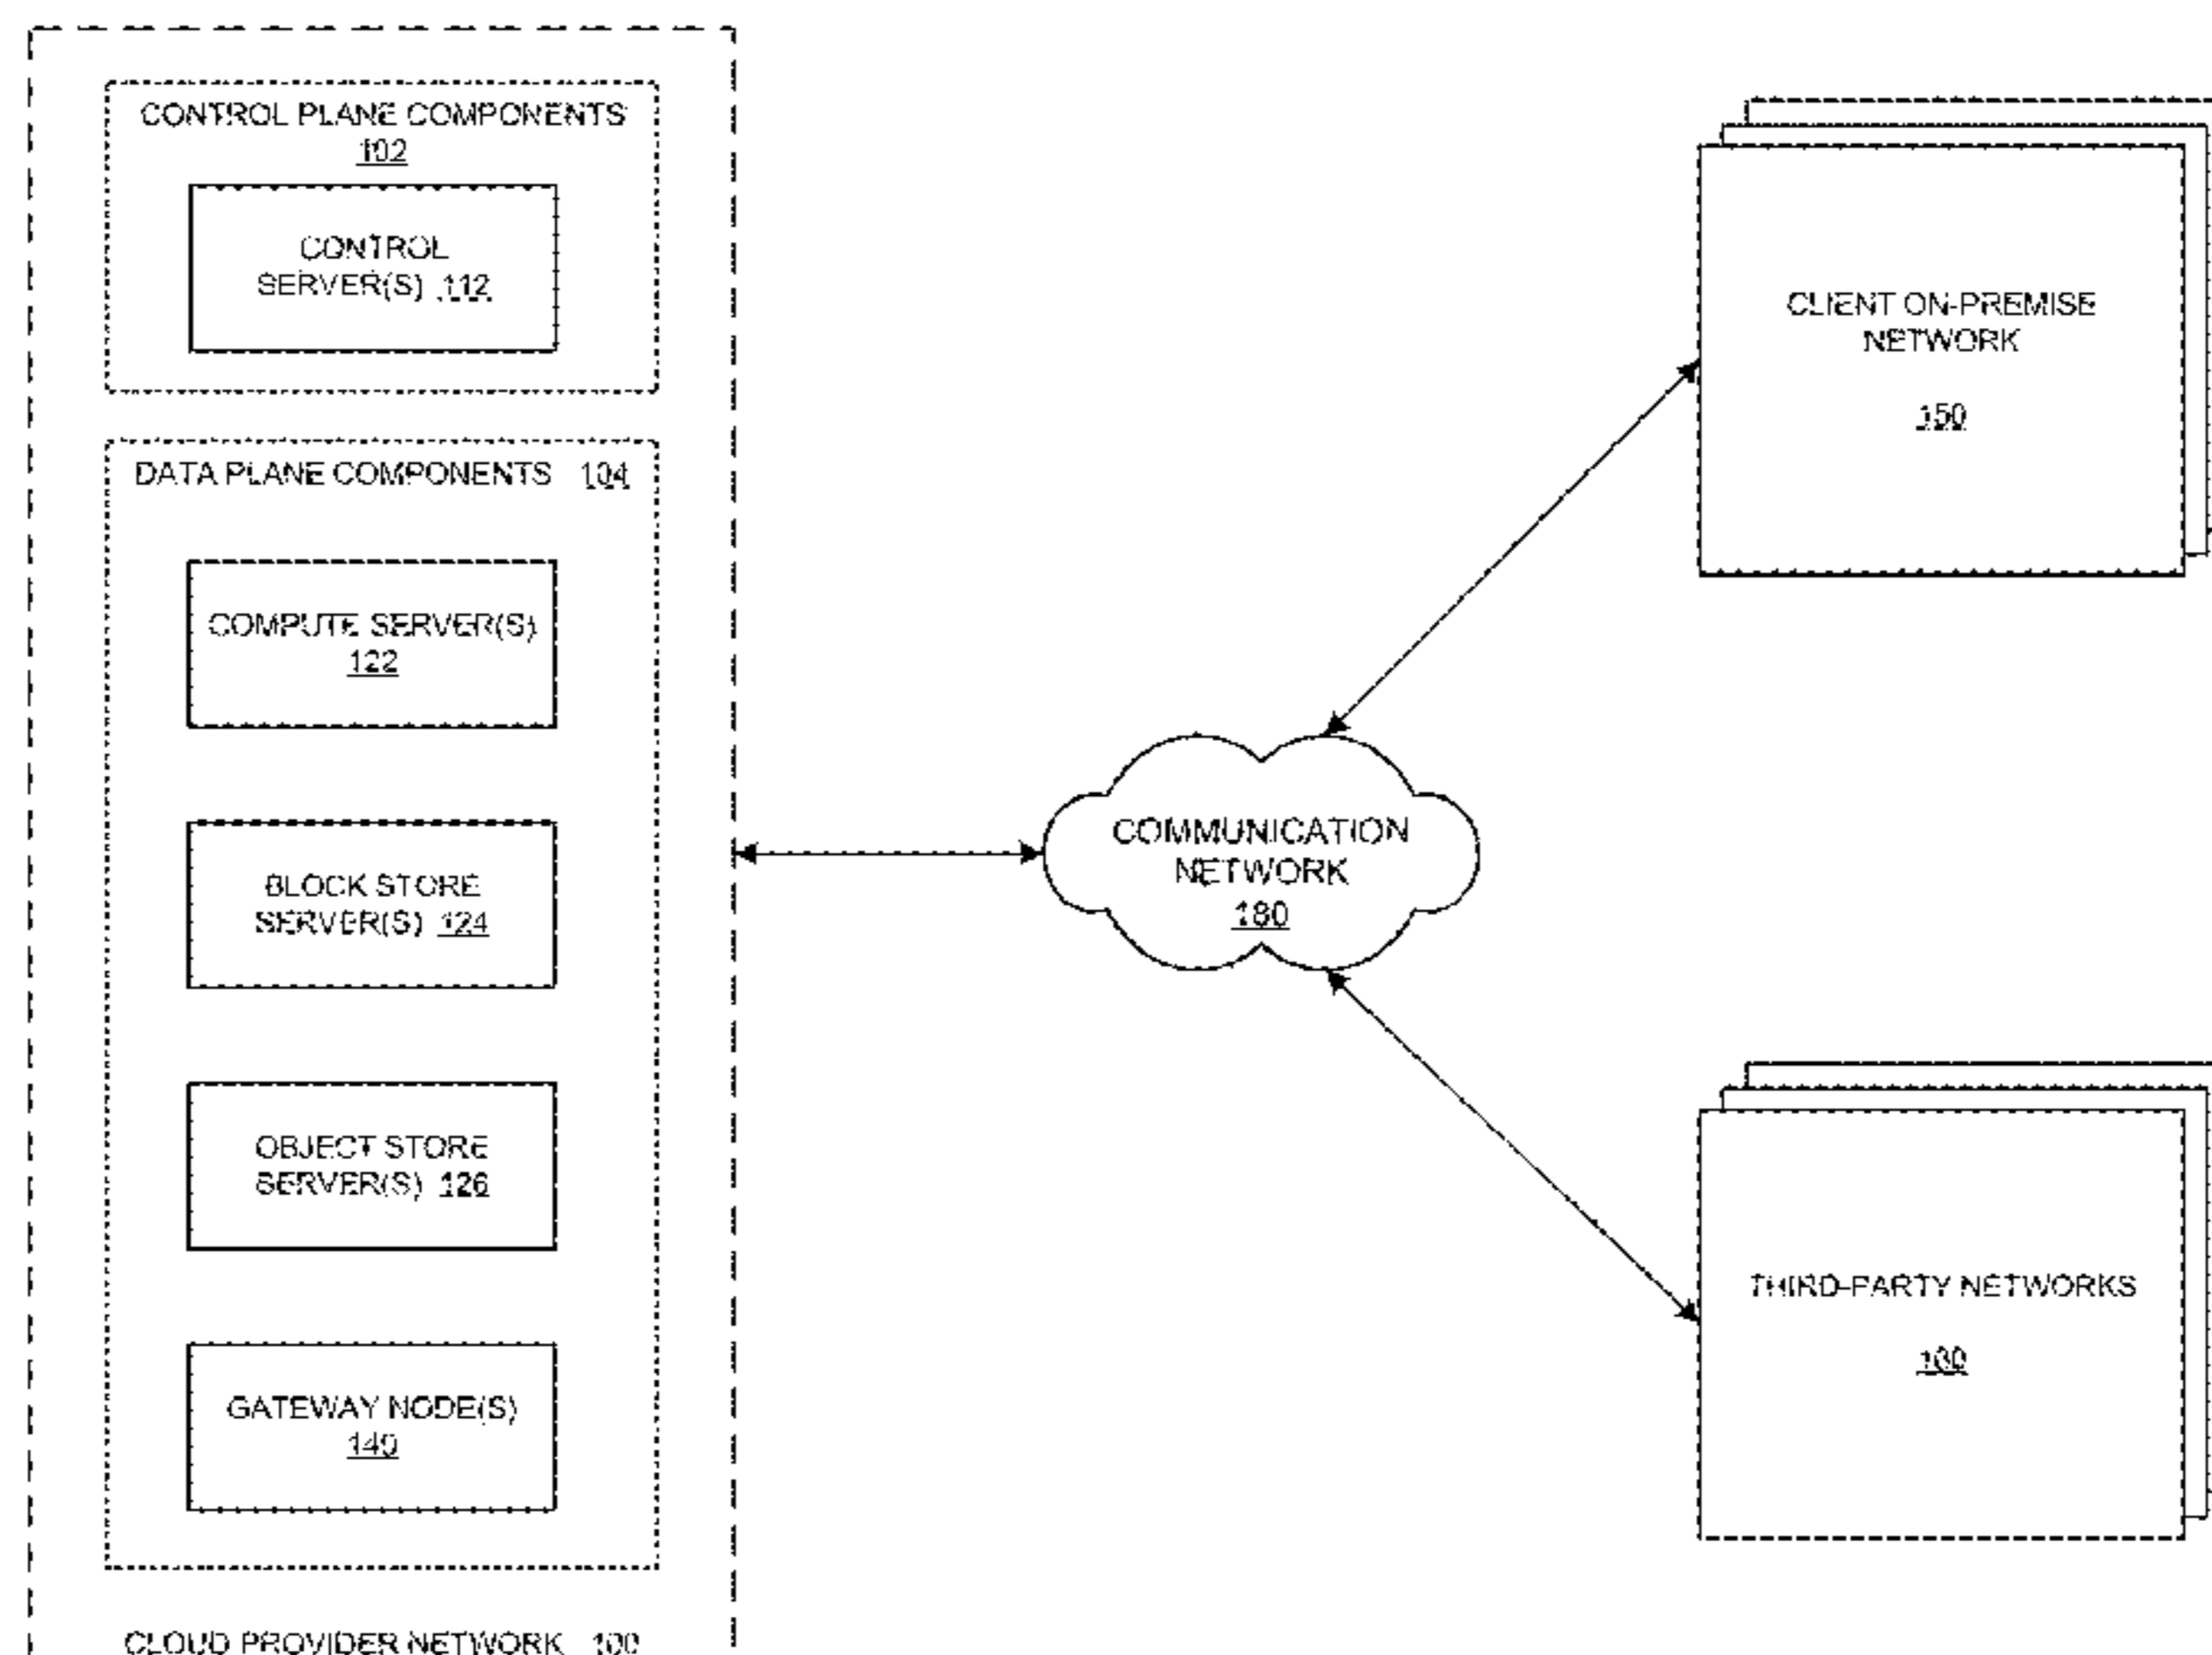 CONTROL PLANE COMPONENTS
102
CONTROL
SERVER(S) 112
DATA PLANE COMPONENTS 104
COMPUTE SERVER(S)
122
BLOCK STORE
SERVER(S) 124
OBJECT STORE
SERVER(S) 126
GATEWAY NODE(S)
140
CLOUD PROVIDER NETWORK 100
COMMUNICATION
NETWORK
CLIENT ON-PREMISE
NETWORK
150
THIRD-PARTY NETWORKS